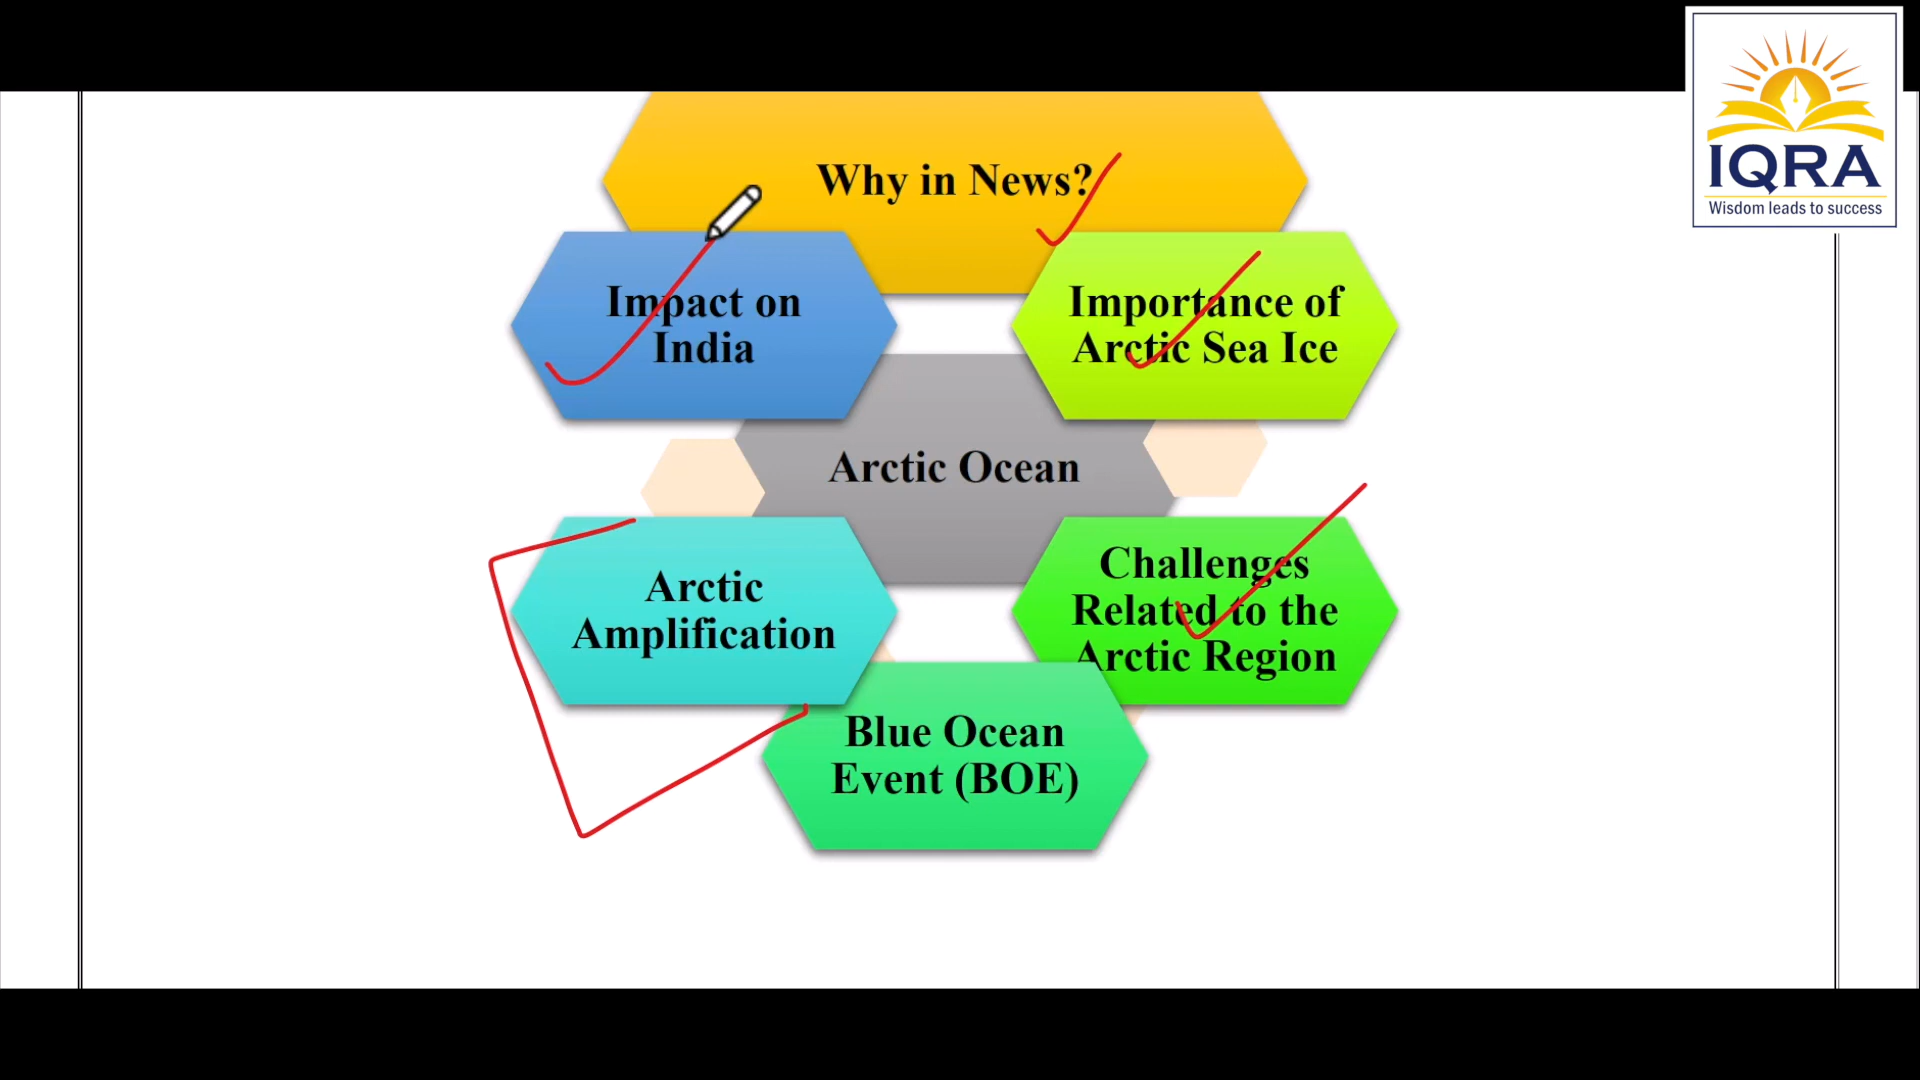 Why in News?
Impact on
India
Importance of
Arctic Sea Ice
Arctic Ocean
Arctic
Amplification
Challenges
Related to the
Arctic Region
Blue Ocean
Event (BOE)
IQRA
Wisdom leads to success